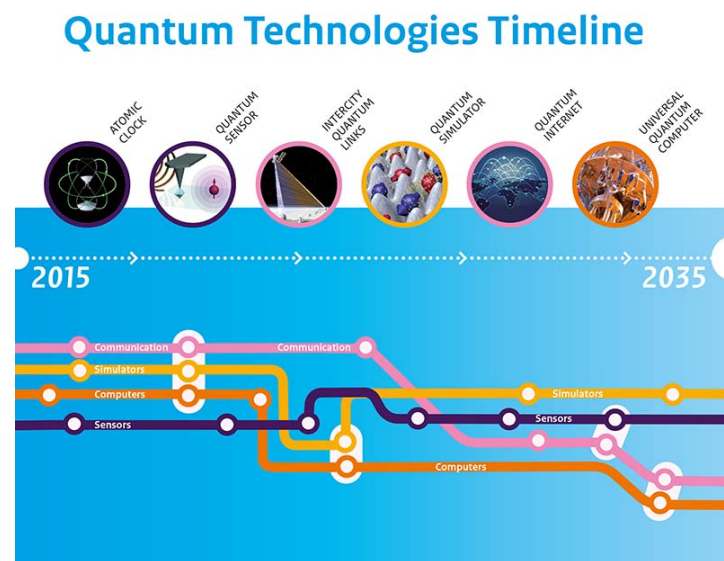 Quantum Technologies Timeline
ATOMIC
CLOCK
QUANTUM
SENSOR
INTERCITY
QUANTUM
LINKS
QUANTUM
SIMULATOR
QUANTUM
INTERNET
UNIVERSAL
QUANTUM
COMPUTER
2015
2035
Communication
Communication
Simulators
Computers
Simulators
Sensors
Sensors
Computers